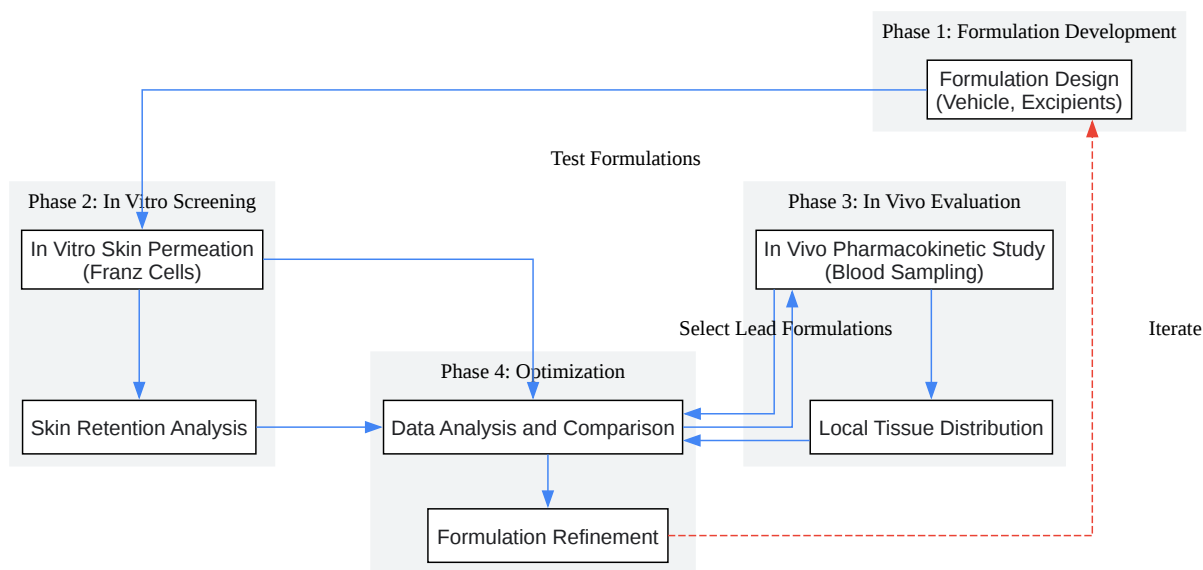 Phase 1: Formulation Development
Formulation Design
(Vehicle, Excipients)
Test Formulations
Phase 2: In Vitro Screening
In Vitro Skin Permeation
(Franz Cells)
Skin Retention Analysis
Phase 3: In Vivo Evaluation
In Vivo Pharmacokinetic Study
(Blood Sampling)
Select Lead Formulations
Iterate
Local Tissue Distribution
Phase 4: Optimization
Data Analysis and Comparison
Formulation Refinement